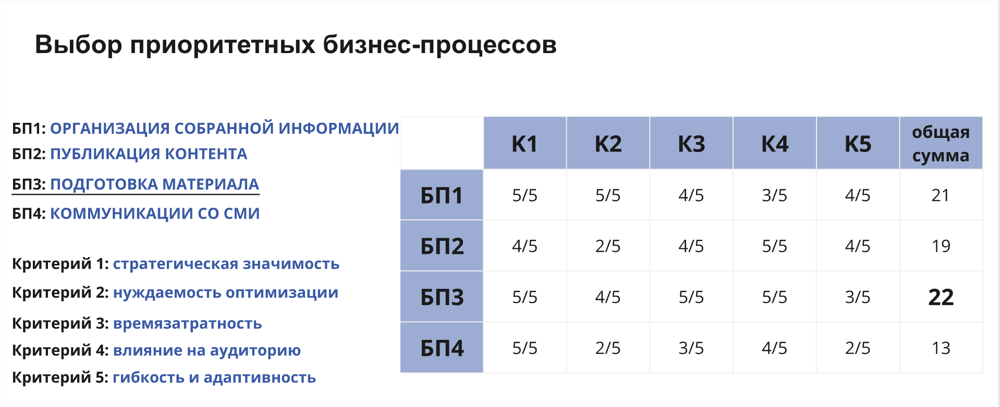 Выбор приоритетных бизнес-процессов
БП1: ОРГАНИЗАЦИЯ СОБРАННОЙ ИНФОРМАЦИИ
БП2: ПУБЛИКАЦИЯ КОНТЕНТА
БП3: ПОДГОТОВКА МАТЕРИАЛА
БП4: КОММУНИКАЦИИ СО СМИ
Критерий 1: стратегическая значимость
Критерий 2: нуждаемость оптимизации
Критерий 3: времязатратность
Критерий 4: влияние на аудиторию
Критерий 5: гибкость и адаптивность
К1 К2 К3 К4 К5 общая
сумма
БП1 5/5 5/5 4/5 3/5 4/5 21
БП2 4/5 2/5 4/5 5/5 4/5 19
БП3 5/5 4/5 5/5 5/5 3/5 22
БП4 5/5 2/5 3/5 4/5 2/5 13